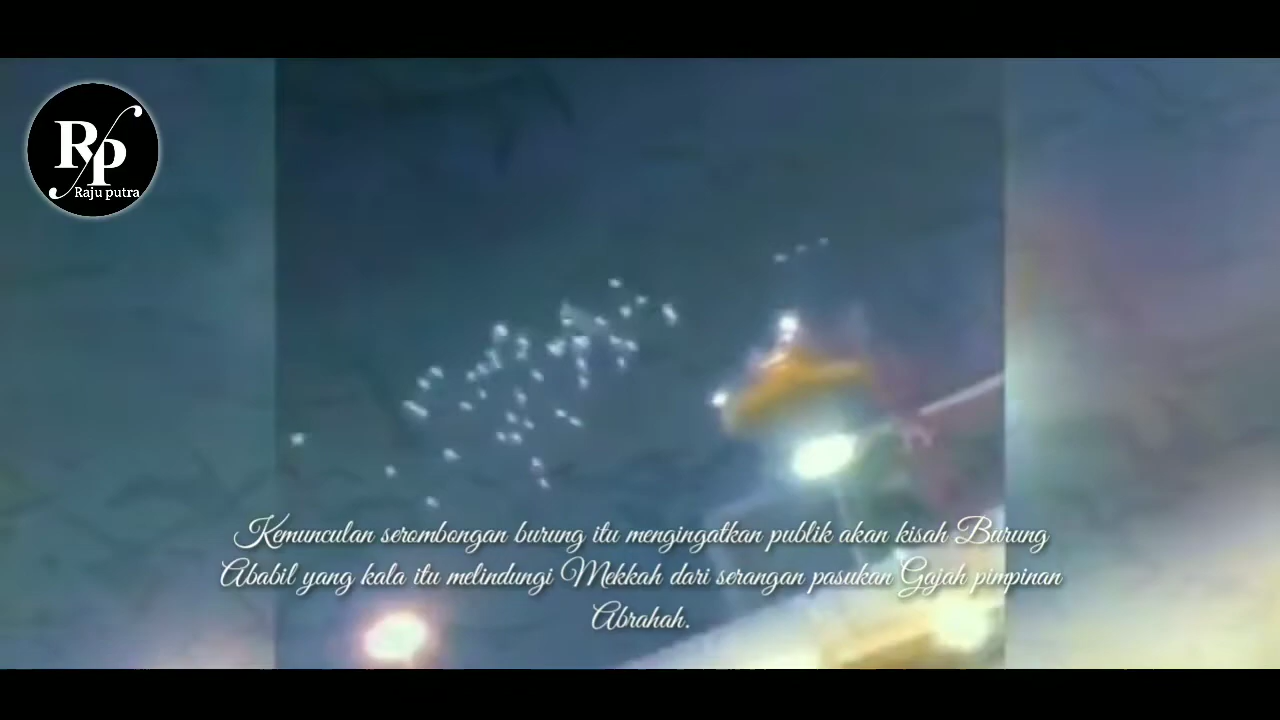 RP
Raju putra
Kemunculan serombongan burung itu mengingatkan publik akan kisah Burung
Ababil yang kala itu melindungi Mekkah dari serangan pasukan Gajah pimpinan
Abrahah.